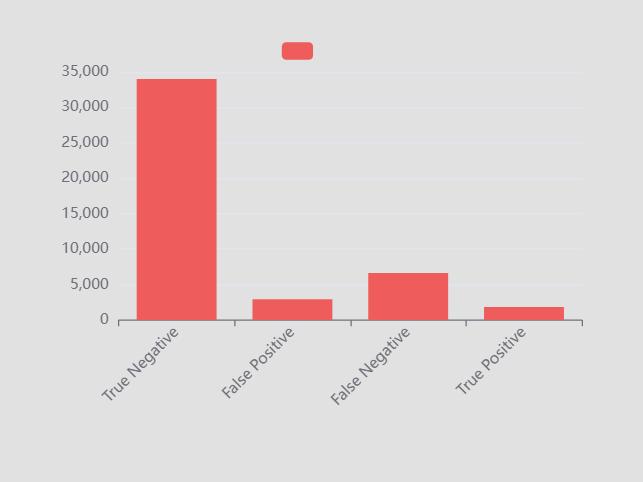 35,000
30,000
25,000
20,000
15,000
10,000
5,000
0
True Negative
False Positive
False Negative
True Positive